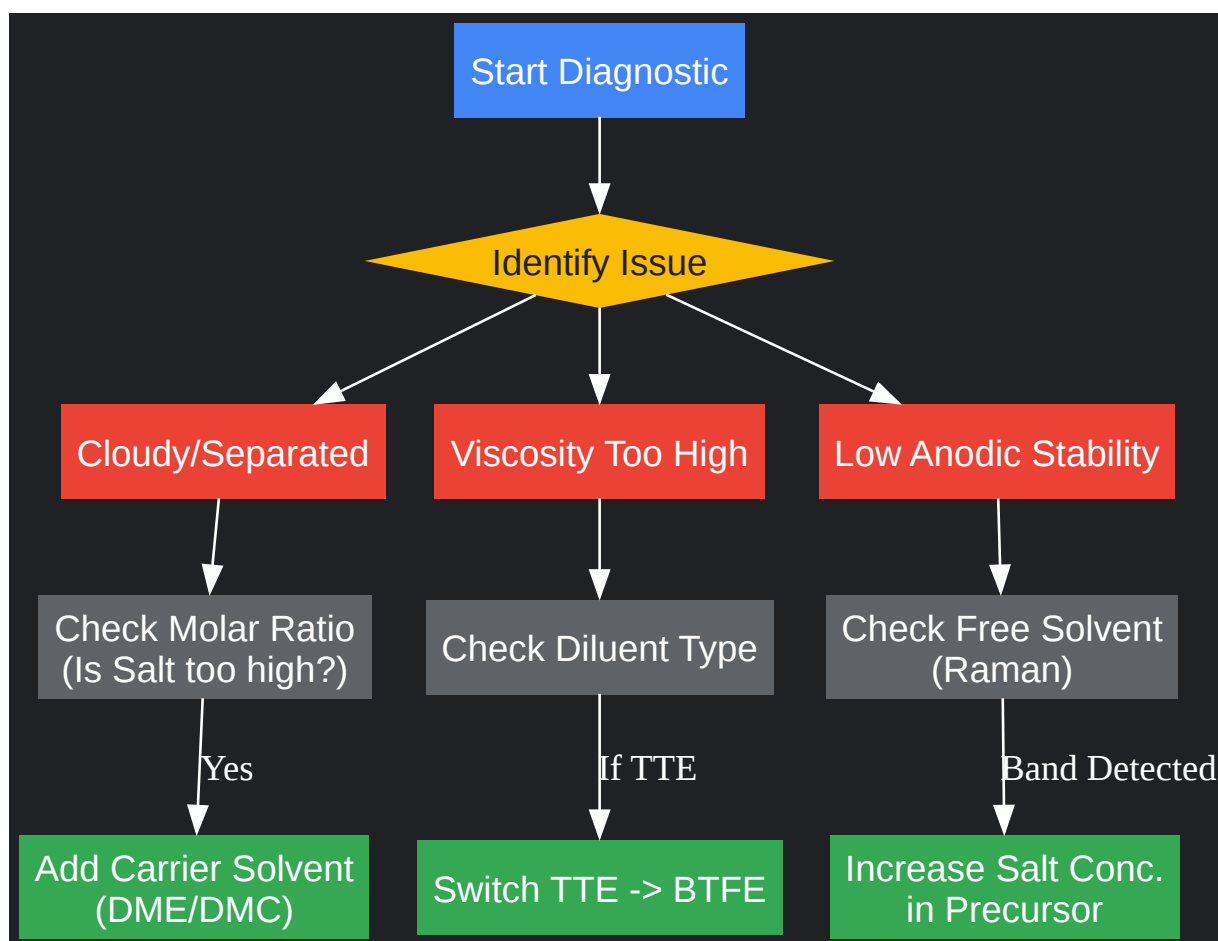 Start Diagnostic
Identify Issue
Cloudy/Separated
Viscosity Too High
Low Anodic Stability
Check Molar Ratio
(Is Salt too high?)
Check Diluent Type
Check Free Solvent
(Raman)
Yes
If TTE
Band Detected
Add Carrier Solvent
(DME/DMC)
Switch TTE -> BTFE
Increase Salt Conc.
in Precursor